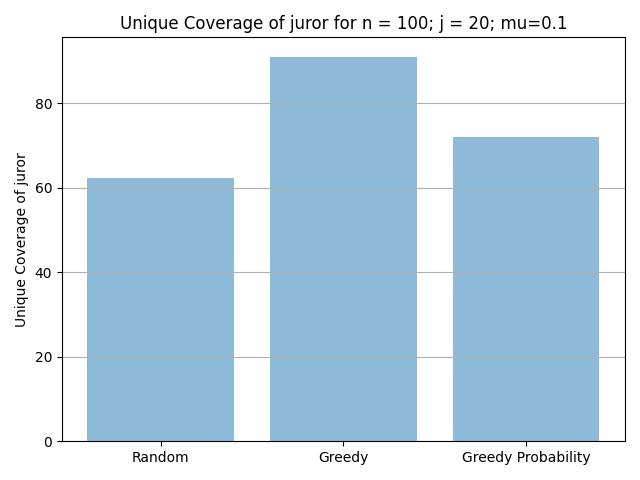 Unique Coverage of juror for n = 100; j = 20; mu=0.1
Unique Coverage of juror
80
60
40
20
0
Random Greedy Greedy Probability